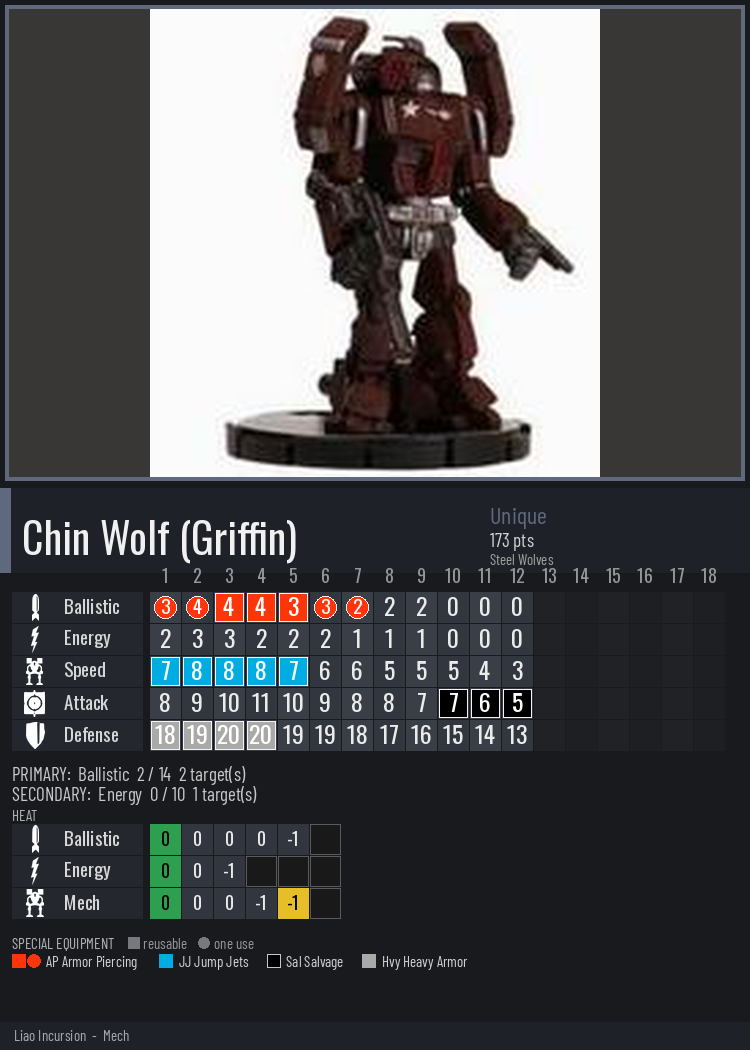 Chin Wolf (Griffin)
Unique
173 pts
Steel Wolves
1 2 3 4 5 6 7 8 9 10 11 12 13 14 15 16 17 18
Ballistic 3 4 4 4 3 3 2 2 2 0 0 0
Energy 2 3 3 2 2 2 1 1 1 0 0 0
Speed 7 8 8 8 7 6 6 5 5 5 4 3
Attack 8 9 10 11 10 9 8 8 7 7 6 5
Defense 18 19 20 20 19 19 18 17 16 15 14 13
PRIMARY: Ballistic 2 / 14 2 target(s)
SECONDARY: Energy 0 / 10 1 target(s)
HEAT
Ballistic 0 0 0 0 -1
Energy 0 0 -1
Mech 0 0 0 -1 -1
SPECIAL EQUIPMENT reusable one use
AP Armor Piercing JJ Jump Jets Sal Salvage Hvy Heavy Armor
Liao Incursion - Mech